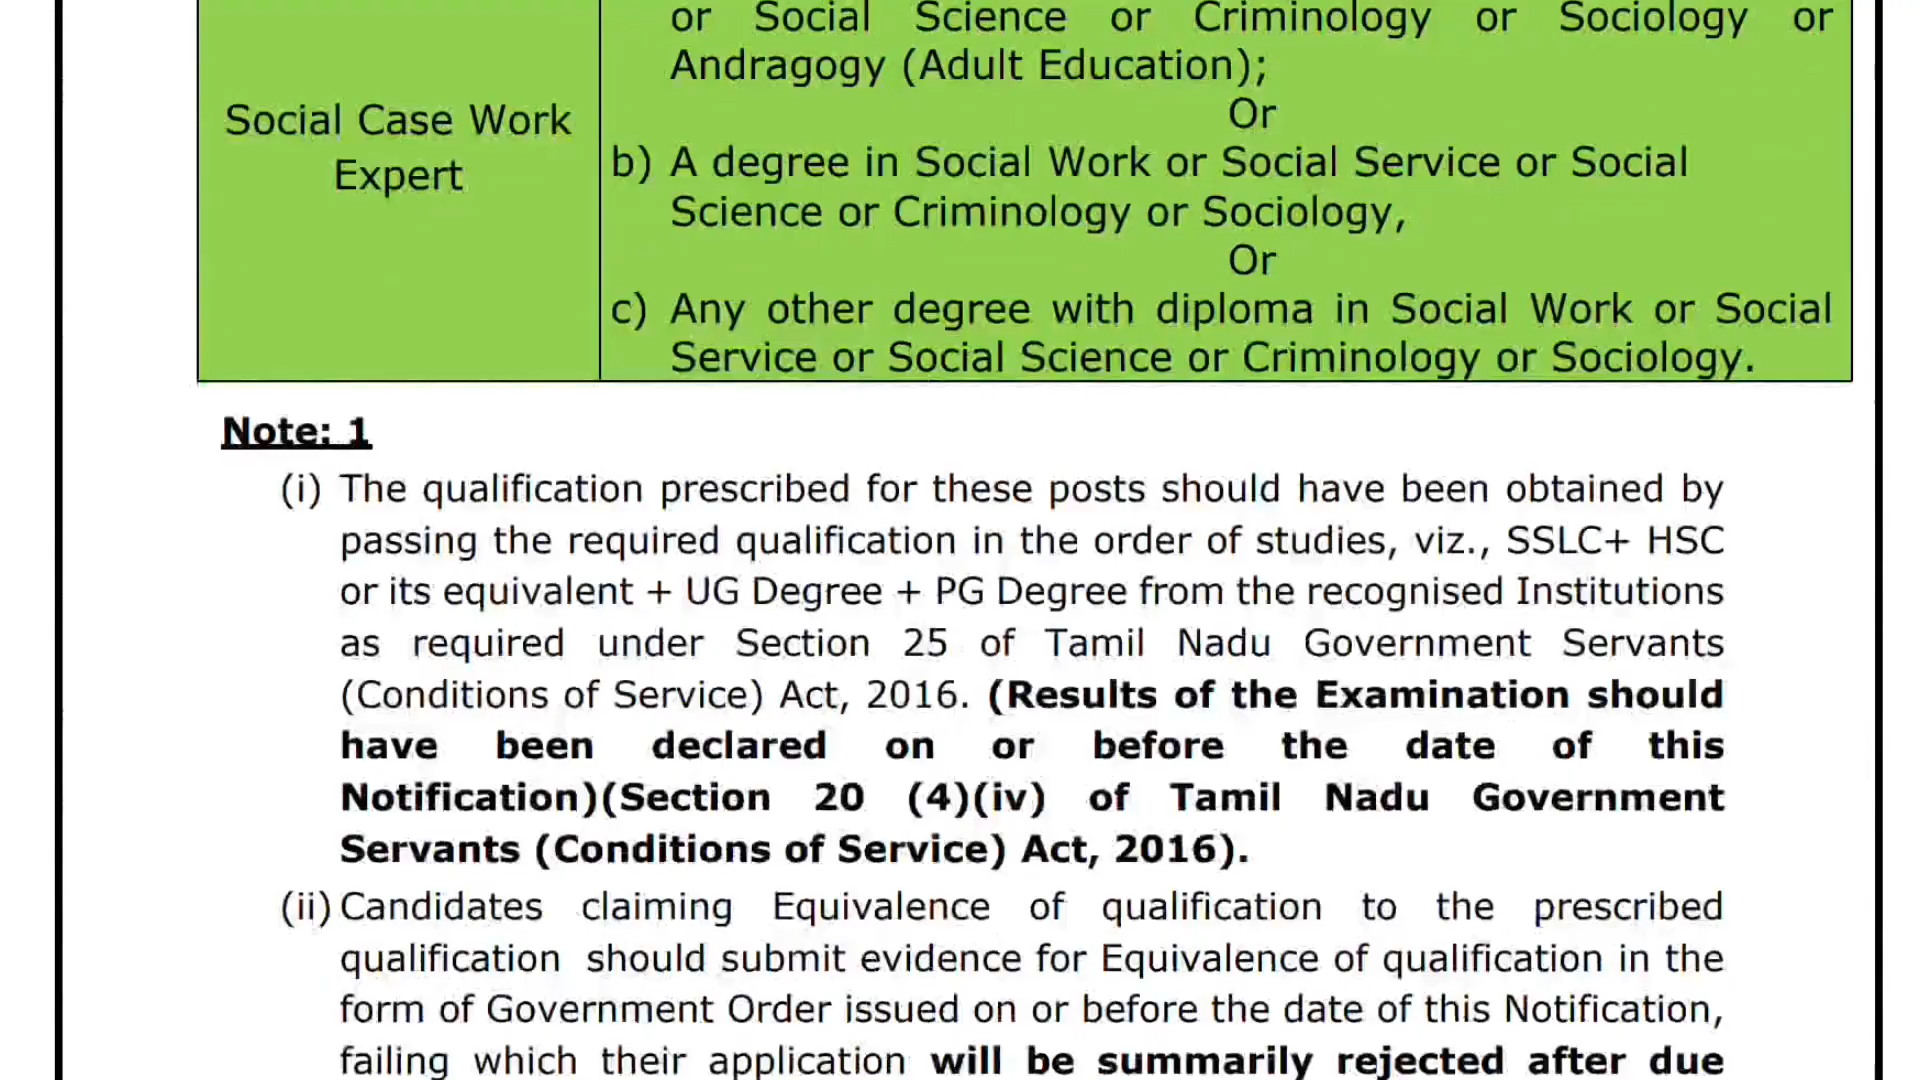 or Social Science or Criminology or Sociology or
Andragogy (Adult Education);
Or
Social Case Work
Expert
b) A degree in Social Work or Social Service or Social
Science or Criminology or Sociology,
Or
c) Any other degree with diploma in Social Work or Social
Service or Social Science or Criminology or Sociology.
Note: 1
(i) The qualification prescribed for these posts should have been obtained by
passing the required qualification in the order of studies, viz., SSLC+ HSC
or its equivalent + UG Degree + PG Degree from the recognised Institutions
as required under Section 25 of Tamil Nadu Government Servants
(Conditions of Service) Act, 2016. (Results of the Examination should
have been declared on or before the date of this
Notification)(Section 20 (4)(iv) of Tamil Nadu Government
Servants (Conditions of Service) Act, 2016).
(ii) Candidates claiming Equivalence of qualification to the prescribed
qualification should submit evidence for Equivalence of qualification in the
form of Government Order issued on or before the date of this Notification,
failing which their application will be summarily rejected after due